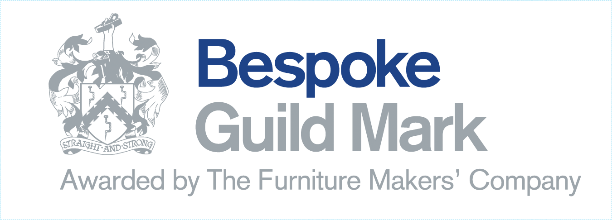 Bespoke
Guild Mark
STRAIGHT·AND·STRONG
Awarded by The Furniture Makers’ Company